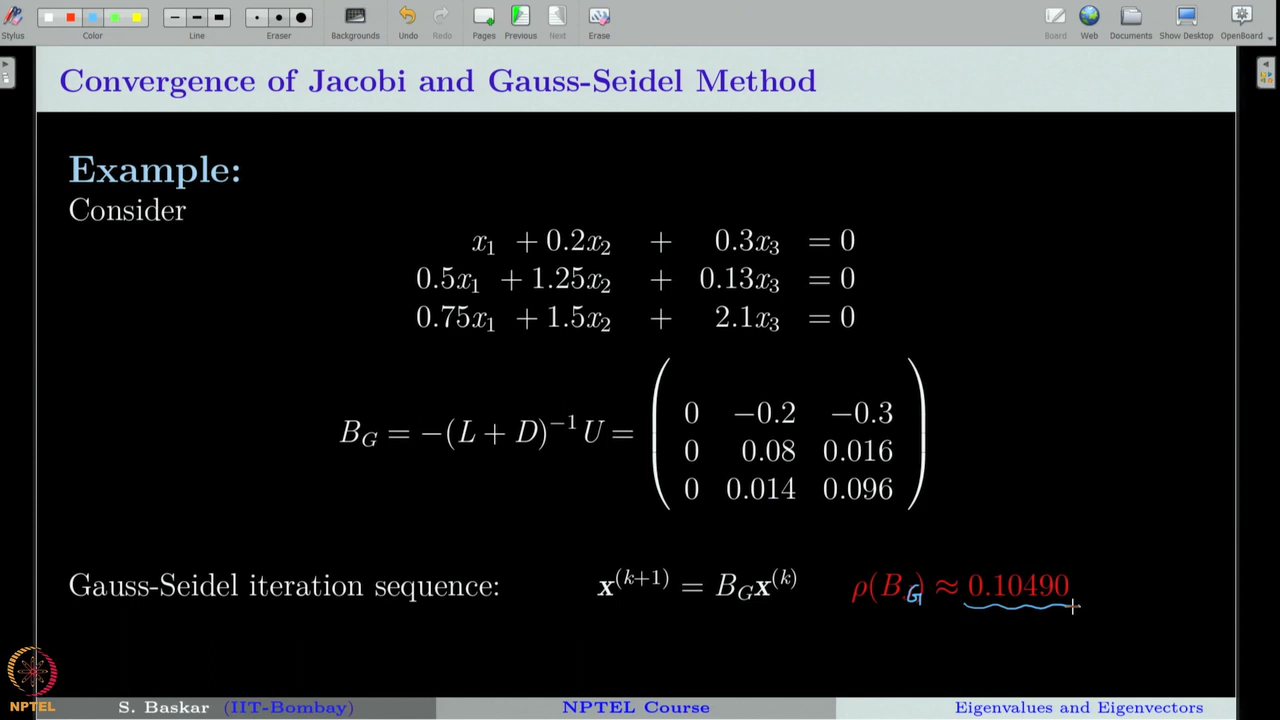 Stylus Color Line Eraser Backgrounds Undo Redo Pages Previous Next Erase Board Web Documents Show Desktop OpenBoard
Convergence of Jacobi and Gauss-Seidel Method
Example:
Consider
x₁ + 0.2x₂ + 0.3x₃ = 0
0.5x₁ + 1.25x₂ + 0.13x₃ = 0
0.75x₁ + 1.5x₂ + 2.1x₃ = 0
0 −0.2 −0.3
B_G = −(L + D)⁻¹U =
0 0.08 0.016
0 0.014 0.096
Gauss-Seidel iteration sequence: x⁽ᵏ⁺¹⁾ = B_G x⁽ᵏ⁾ ρ(B_G) ≈ 0.10490
NPTEL
S. Baskar (IIT-Bombay) NPTEL Course Eigenvalues and Eigenvectors